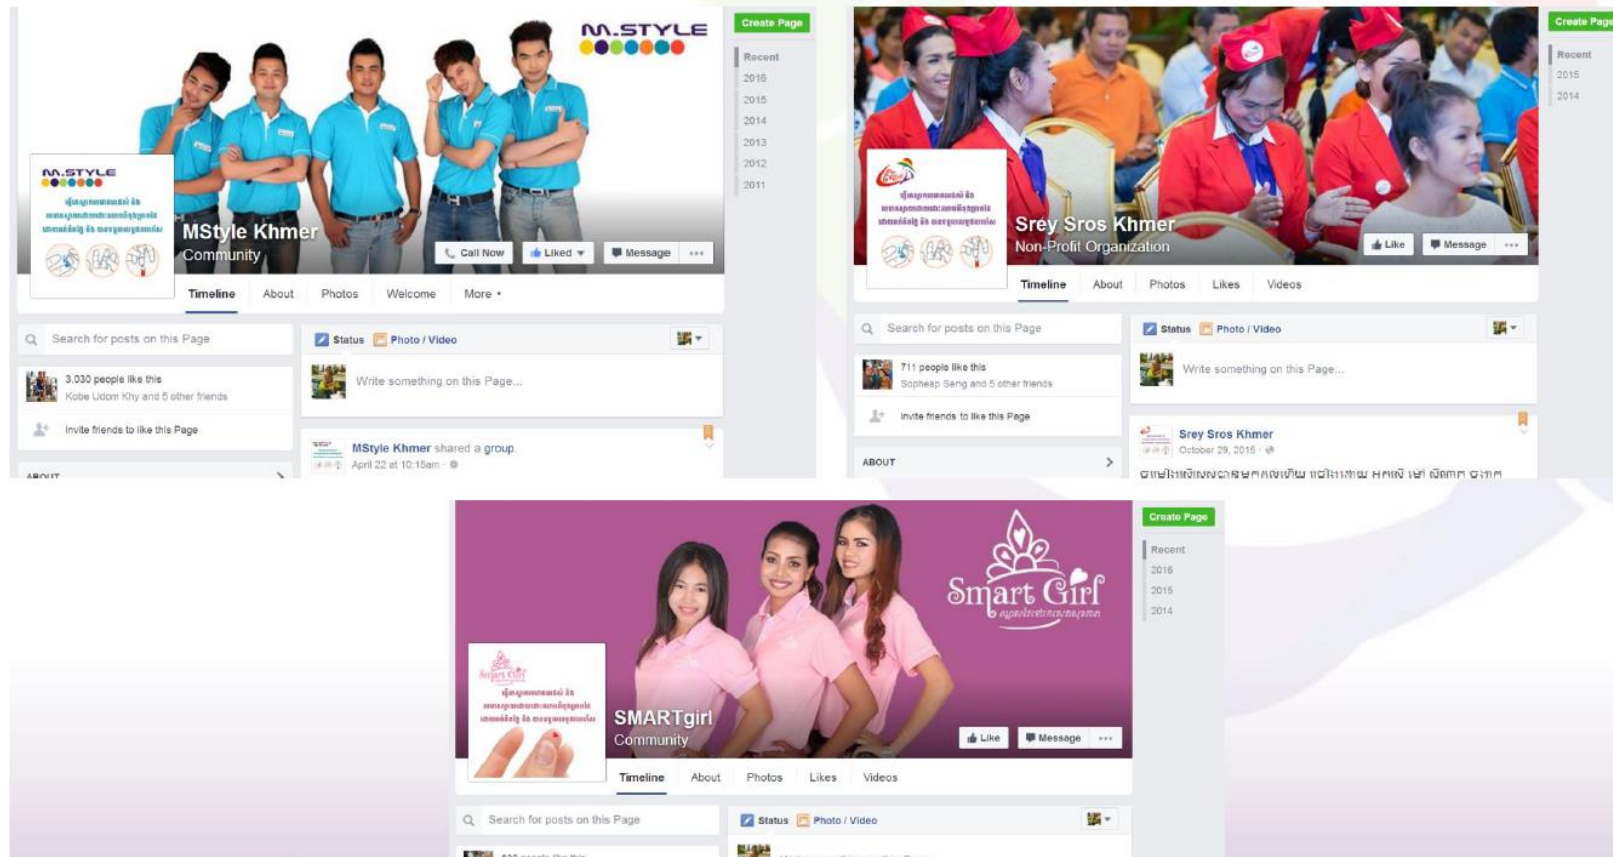 M.STYLE
Create Page
Recent
2016
2015
2014
2013
2012
2011
M.STYLE
MStyle Khmer
Community
Call Now
Liked
Message
Timeline About Photos Welcome More
Search for posts on this Page
Status Photo / Video
3,030 people like this
Kobe Udom Khy and 5 other friends
Write something on this Page...
Invite friends to like this Page
MStyle Khmer shared a group.
April 22 at 10:15am
ABOUT
Create Page
Recent
2015
2014
Srey Sros Khmer
Non-Profit Organization
Like
Message
Timeline About Photos Likes Videos
Search for posts on this Page
Status Photo / Video
711 people like this
Sopheap Seng and 5 other friends
Write something on this Page...
Invite friends to like this Page
Srey Sros Khmer
October 29, 2015
ABOUT
Smart Girl
Create Page
Recent
2016
2015
2014
Smart Girl
SMARTgirl
Community
Like
Message
Timeline About Photos Likes Videos
Search for posts on this Page
Status Photo / Video
people like this